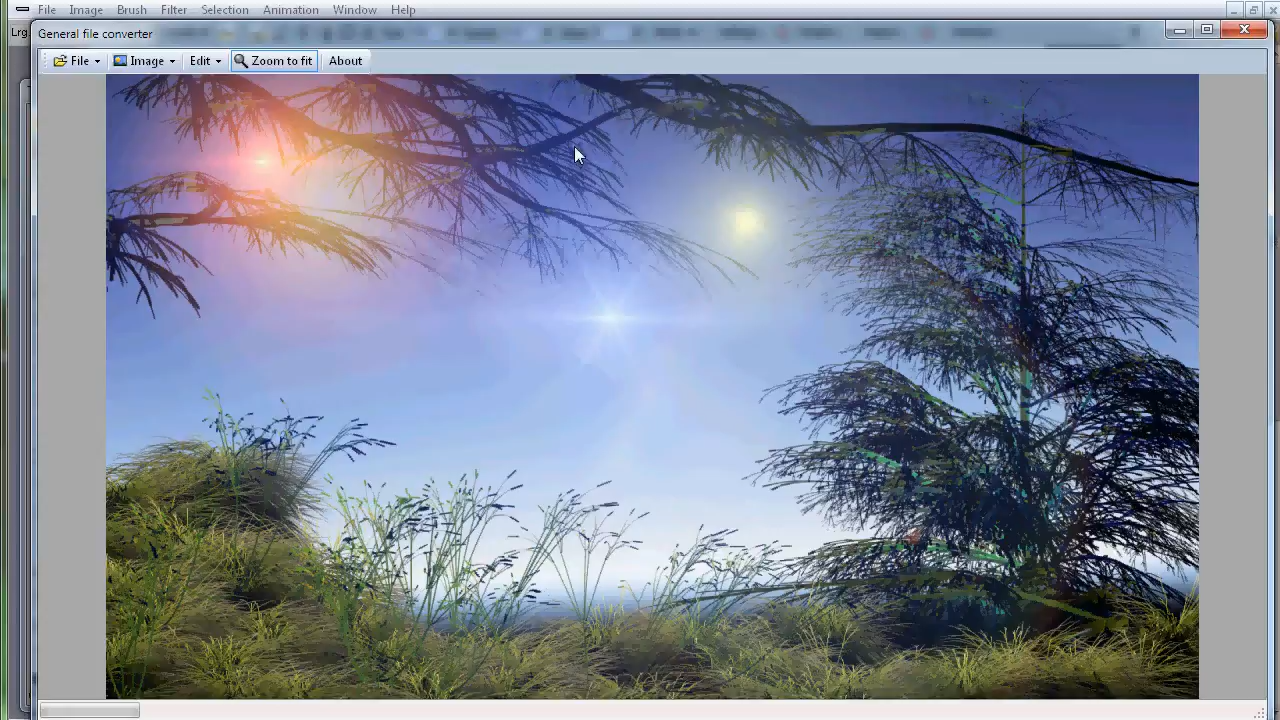 File Image Brush Filter Selection Animation Window Help
Lrg
General file converter
File Image Edit Zoom to fit About